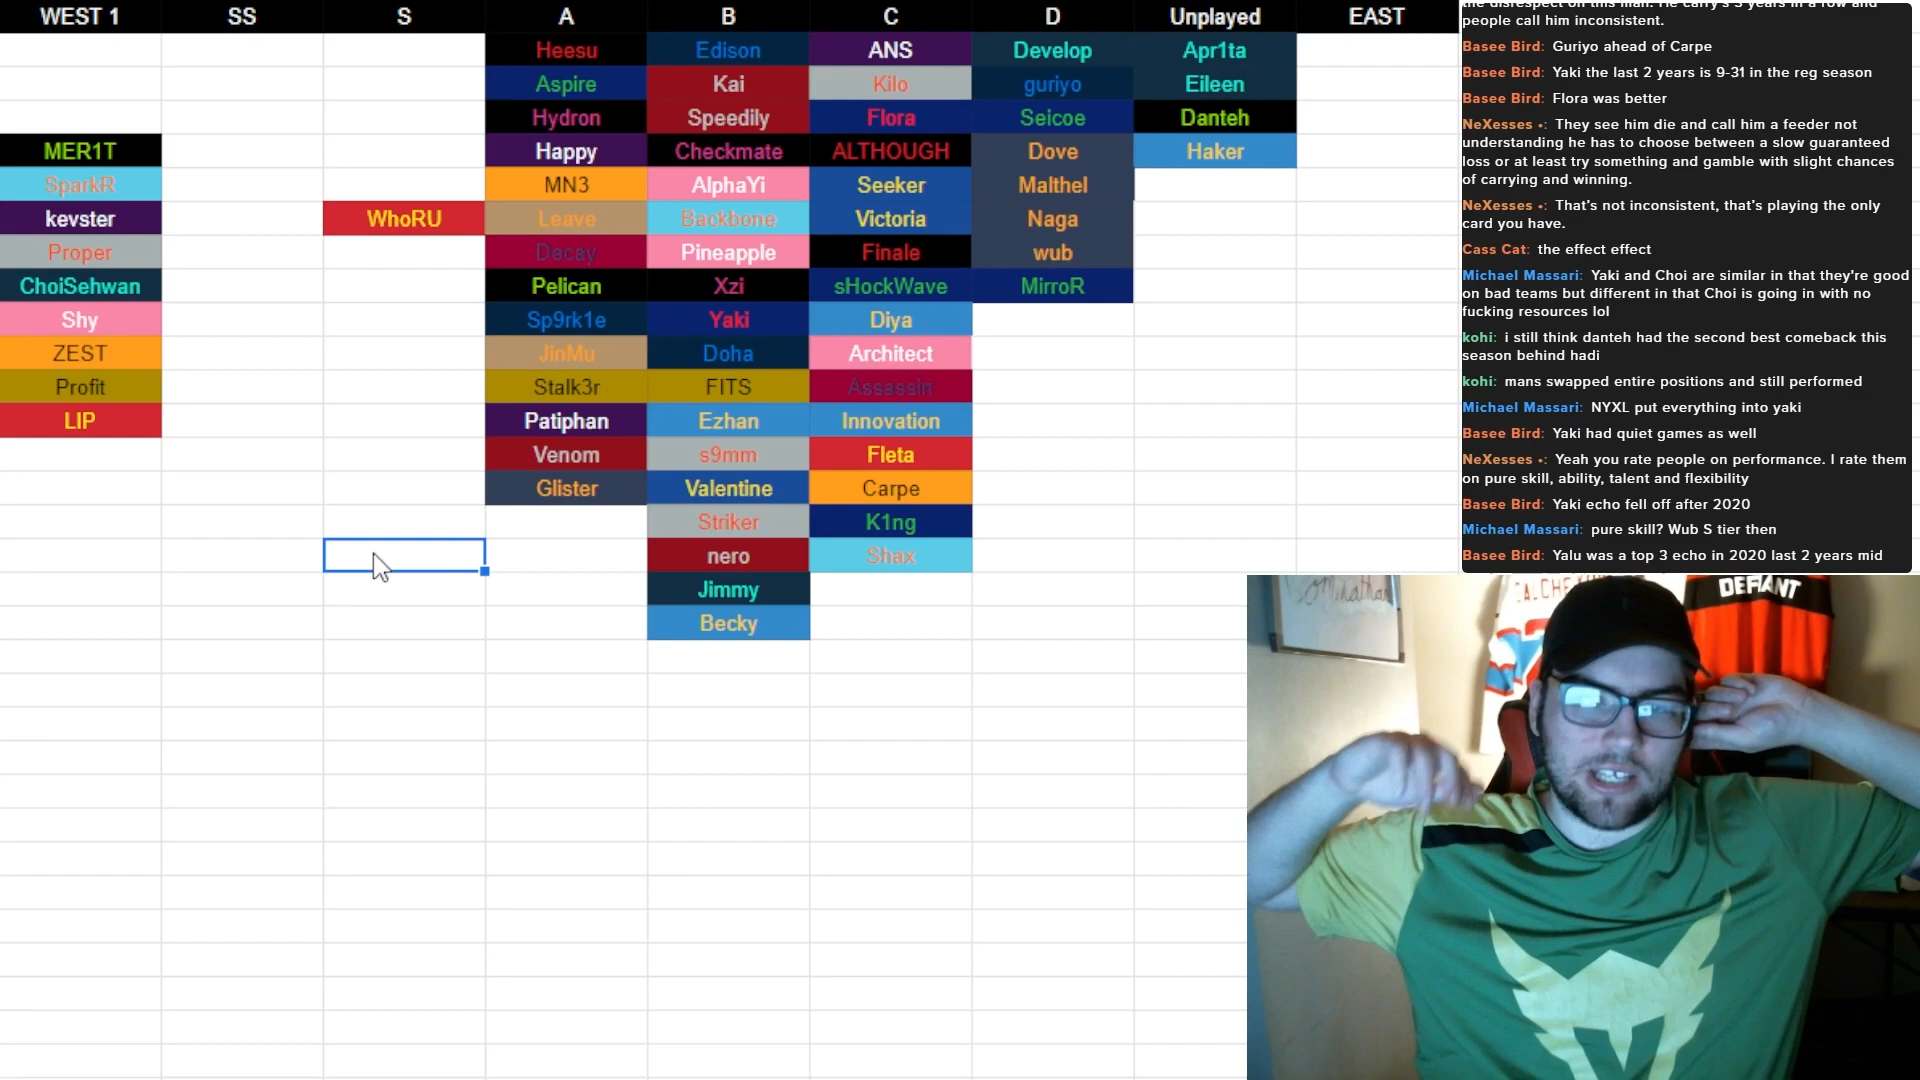 WEST 1 SS S A B C D Unplayed EAST
Heesu Edison ANS Develop Apr1ta
Aspire Kai Kilo guriyo Eileen
Hydron Speedily Flora Seicoe Danteh
MER1T Happy Checkmate ALTHOUGH Dove Haker
SparkR MN3 AlphaYi Seeker Malthel
kevster WhoRU Leave Backbone Victoria Naga
Proper Decay Pineapple Finale wub
ChoiSehwan Pelican Xzi sHockWave MirroR
Shy Sp9rk1e Yaki Diya
ZEST JinMu Doha Architect
Profit Stalk3r FITS Assassin
LIP Patiphan Ezhan Innovation
Venom s9mm Fleta
Glister Valentine Carpe
Striker K1ng
nero Shax
Jimmy
Becky
the disrespect on this man. He carry's 3 years in a row and
people call him inconsistent.
Basee Bird: Guriyo ahead of Carpe
Basee Bird: Yaki the last 2 years is 9-31 in the reg season
Basee Bird: Flora was better
NeXesses •: They see him die and call him a feeder not
understanding he has to choose between a slow guaranteed
loss or at least try something and gamble with slight chances
of carrying and winning.
NeXesses •: That's not inconsistent, that's playing the only
card you have.
Cass Cat: the effect effect
Michael Massari: Yaki and Choi are similar in that they're good
on bad teams but different in that Choi is going in with no
fucking resources lol
kohi: i still think danteh had the second best comeback this
season behind hadi
kohi: mans swapped entire positions and still performed
Michael Massari: NYXL put everything into yaki
Basee Bird: Yaki had quiet games as well
NeXesses •: Yeah you rate people on performance. I rate them
on pure skill, ability, talent and flexibility
Basee Bird: Yaki echo fell off after 2020
Michael Massari: pure skill? Wub S tier then
Basee Bird: Yalu was a top 3 echo in 2020 last 2 years mid
DEFIANT